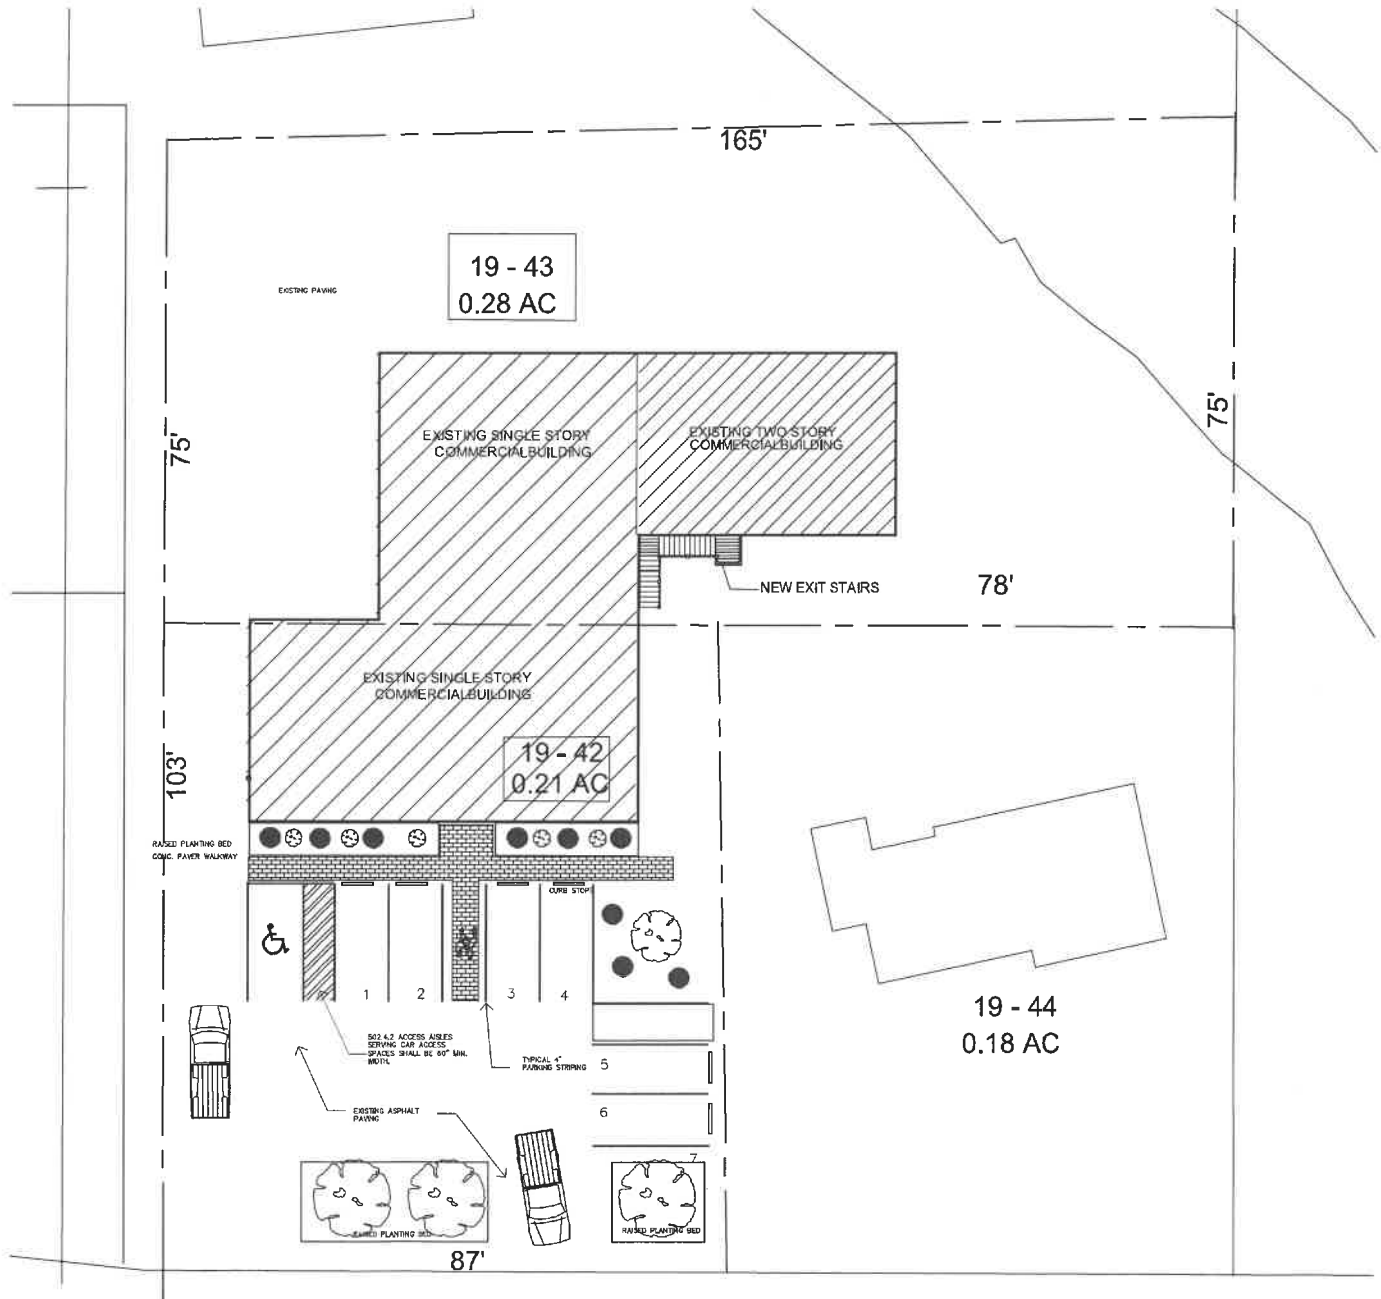 165'
19 - 43
0.28 AC
EXISTING PAVING
75'
75'
EXISTING SINGLE STORY
COMMERCIALBUILDING
EXISTING TWO STORY
COMMERCIALBUILDING
NEW EXIT STAIRS
78'
EXISTING SINGLE STORY
COMMERCIALBUILDING
19 - 42
0.21 AC
103'
RAISED PLANTING BED
CONC. PAVER WALKWAY
CURB STOP
1
2
3
4
19 - 44
0.18 AC
502.4.2 ACCESS AISLES
SERVING CAR ACCESS
SPACES SHALL BE 60" MIN.
WIDTH.
TYPICAL 4"
PARKING STRIPING
5
EXISTING ASPHALT
PAVING
6
7
RAISED PLANTING BED
RAISED PLANTING BED
87'